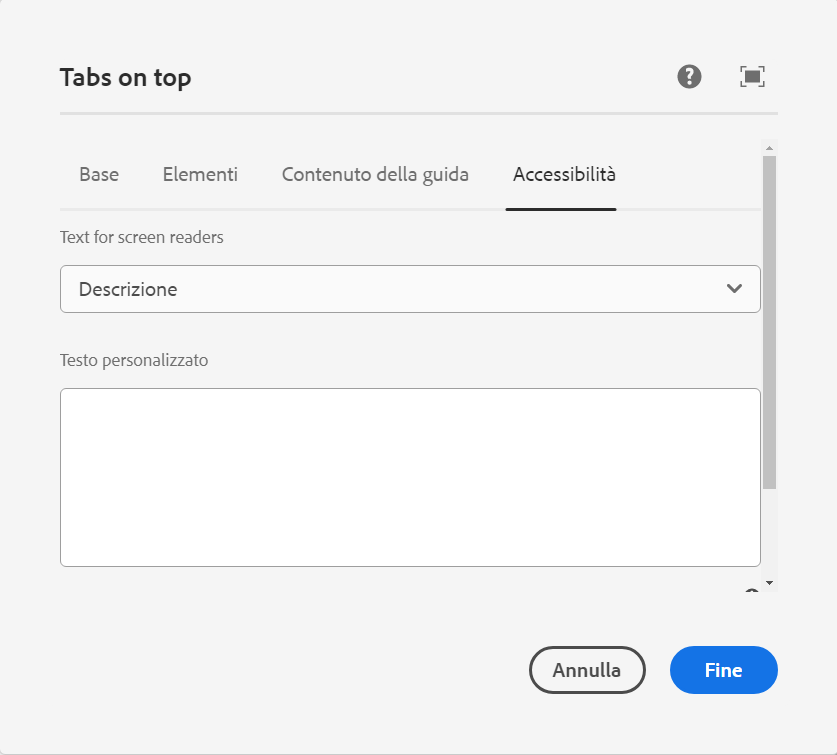 Tabs on top
Base Elementi Contenuto della guida Accessibilità
Text for screen readers
Descrizione
Testo personalizzato
Annulla Fine